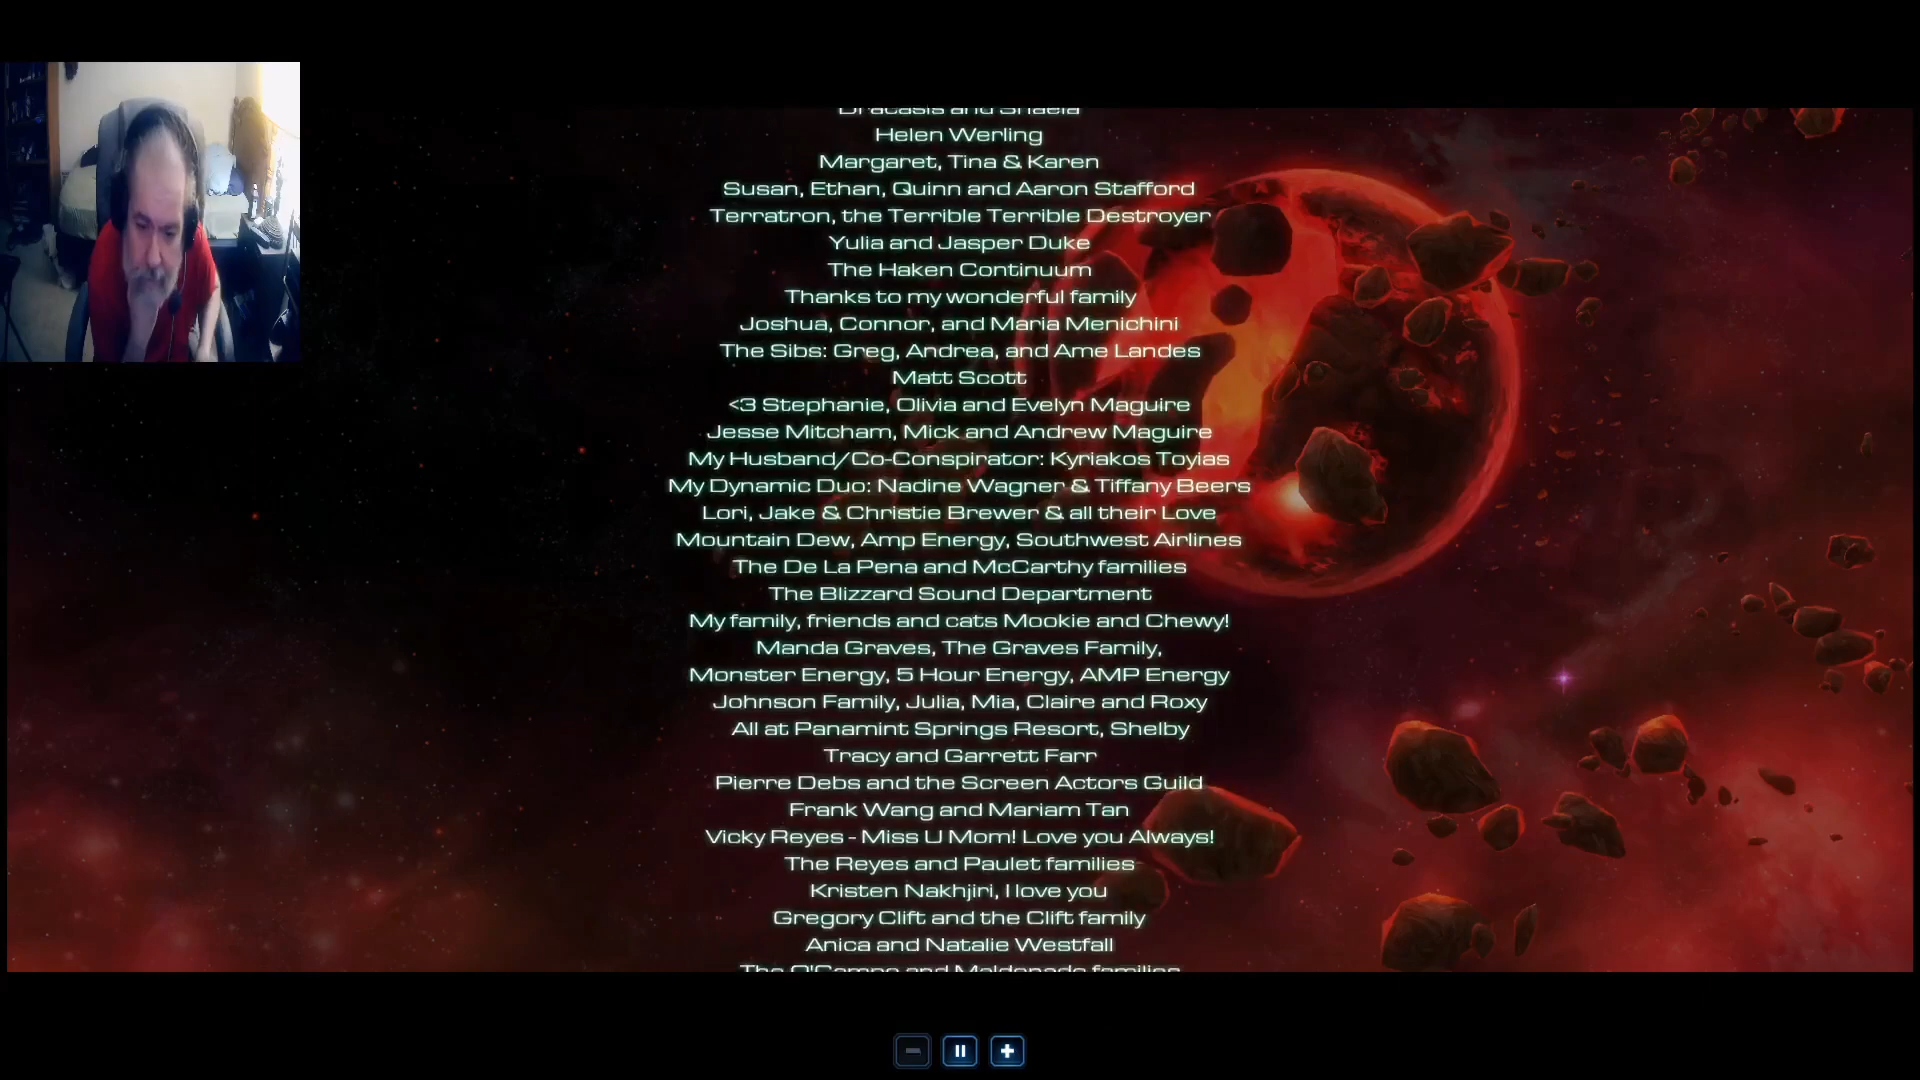 Helen Werling
Margaret, Tina & Karen
Susan, Ethan, Quinn and Aaron Stafford
Terratron, the Terrible Terrible Destroyer
Yulia and Jasper Duke
The Haken Continuum
Thanks to my wonderful family
Joshua, Connor, and Maria Menichini
The Sibs: Greg, Andrea, and Ame Landes
Matt Scott
<3 Stephanie, Olivia and Evelyn Maguire
Jesse Mitcham, Mick and Andrew Maguire
My Husband/Co-Conspirator: Kyriakos Toyias
My Dynamic Duo: Nadine Wagner & Tiffany Beers
Lori, Jake & Christie Brewer & all their Love
Mountain Dew, Amp Energy, Southwest Airlines
The De La Pena and McCarthy families
The Blizzard Sound Department
My family, friends and cats Mookie and Chewy!
Manda Graves, The Graves Family,
Monster Energy, 5 Hour Energy, AMP Energy
Johnson Family, Julia, Mia, Claire and Roxy
All at Panamint Springs Resort, Shelby
Tracy and Garrett Farr
Pierre Debs and the Screen Actors Guild
Frank Wang and Mariam Tan
Vicky Reyes - Miss U Mom! Love you Always!
The Reyes and Paulet families
Kristen Nakhjiri, I love you
Gregory Clift and the Clift family
Anica and Natalie Westfall